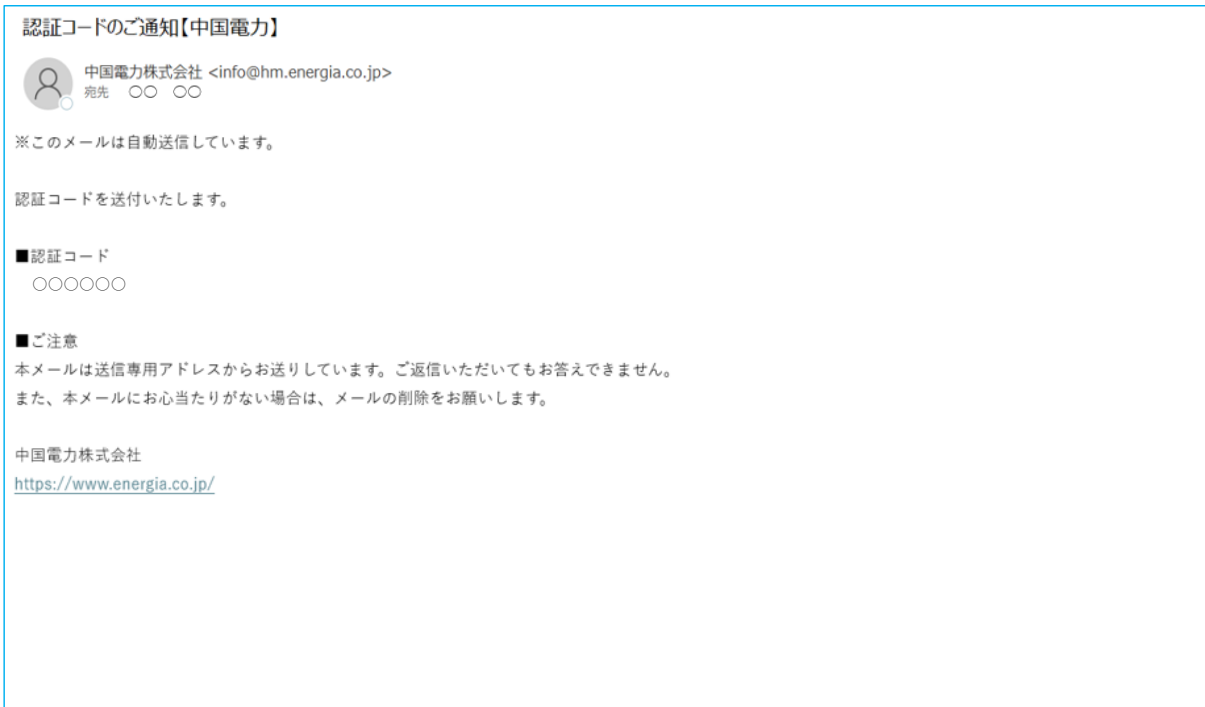 認証コードのご通知【中国電力】
中国電力株式会社 <info@hm.energia.co.jp>
宛先 〇〇 〇〇
※このメールは自動送信しています。
認証コードを送付いたします。
■認証コード
〇〇〇〇〇〇
■ご注意
本メールは送信専用アドレスからお送りしています。ご返信いただいてもお答えできません。
また、本メールにお心当たりがない場合は、メールの削除をお願いします。
中国電力株式会社
https://www.energia.co.jp/